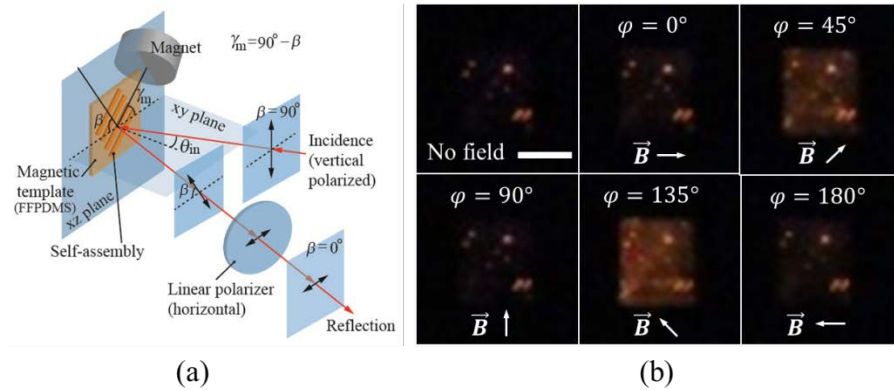 γm=90°−β
Magnet
xy plane
β=90°
γm
β
θin
Incidence
(vertical
polarized)
Magnetic
template
(FFPDMS)
xz plane
β
Self-assembly
β=0°
Linear polarizer
(horizontal)
Reflection
(a)
φ = 0°
φ = 45°
No field
B
B
φ = 90°
φ = 135°
φ = 180°
B
B
B
(b)